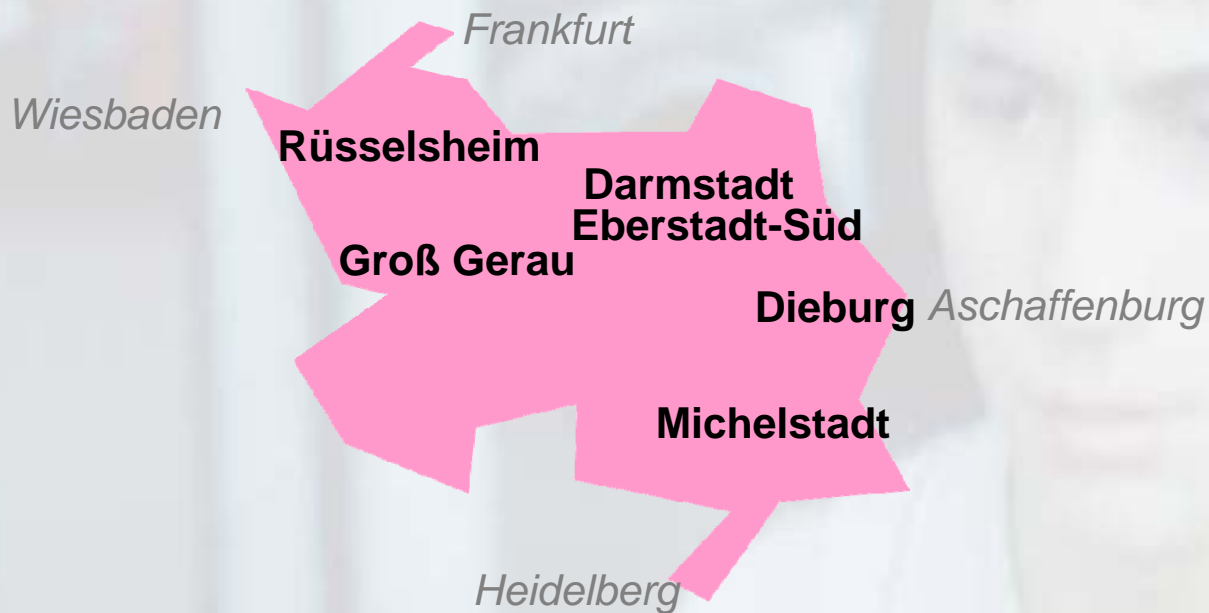 Frankfurt
Wiesbaden
Rüsselsheim
Darmstadt
Eberstadt-Süd
Groß Gerau
Dieburg Aschaffenburg
Michelstadt
Heidelberg